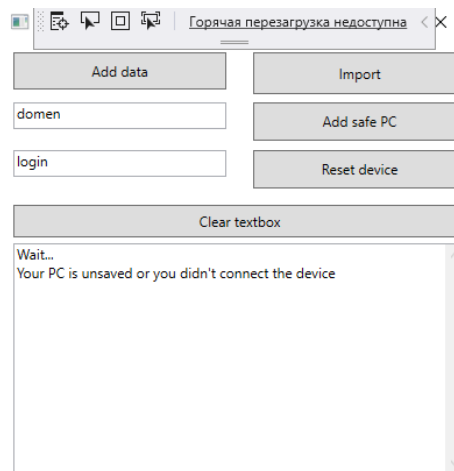 Горячая перезагрузка недоступна
Add data
Import
domen
Add safe PC
login
Reset device
Clear textbox
Wait...
Your PC is unsaved or you didn't connect the device